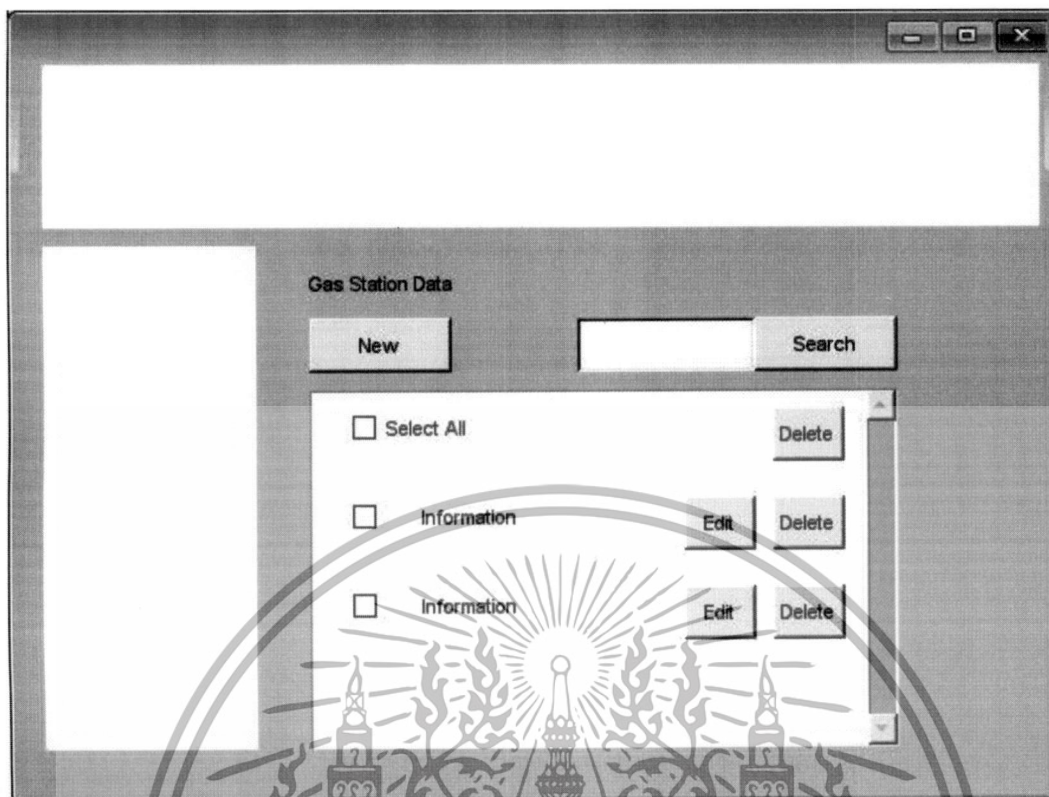 Gas Station Data
New Search
Select All Delete
Information Edit Delete
Information Edit Delete